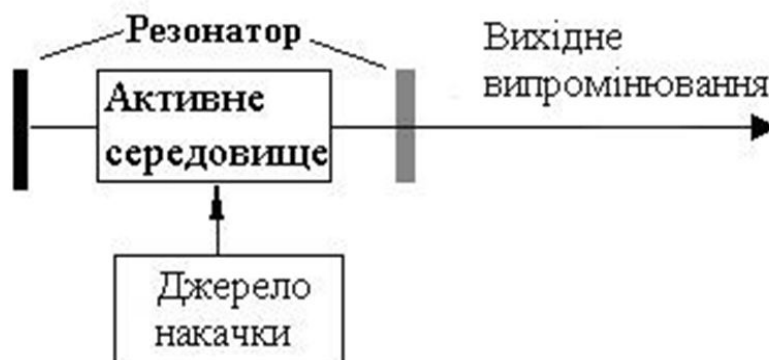 Резонатор
Вихідне
випромінювання
Активне
середовище
Джерело
накачки